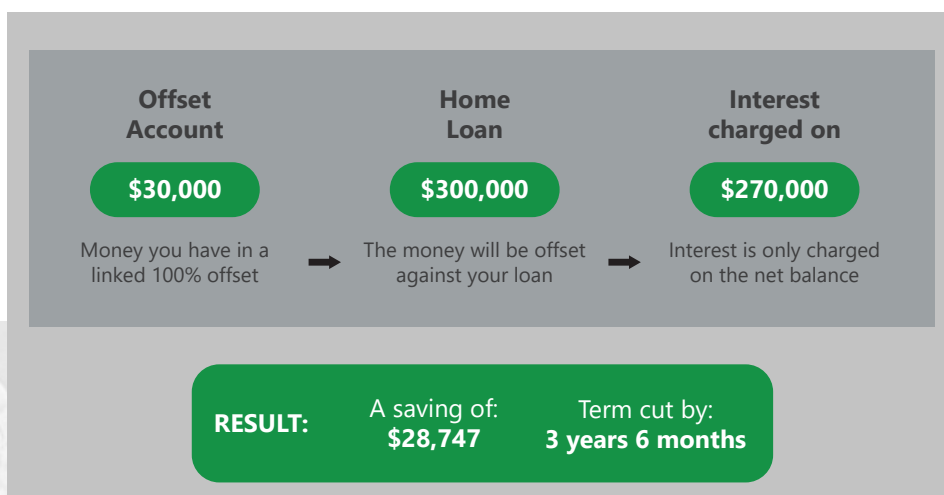 Offset
Account
$30,000
Money you have in a
linked 100% offset
Home
Loan
$300,000
The money will be offset
against your loan
Interest
charged on
$270,000
Interest is only charged
on the net balance
RESULT:
A saving of:
$28,747
Term cut by:
3 years 6 months